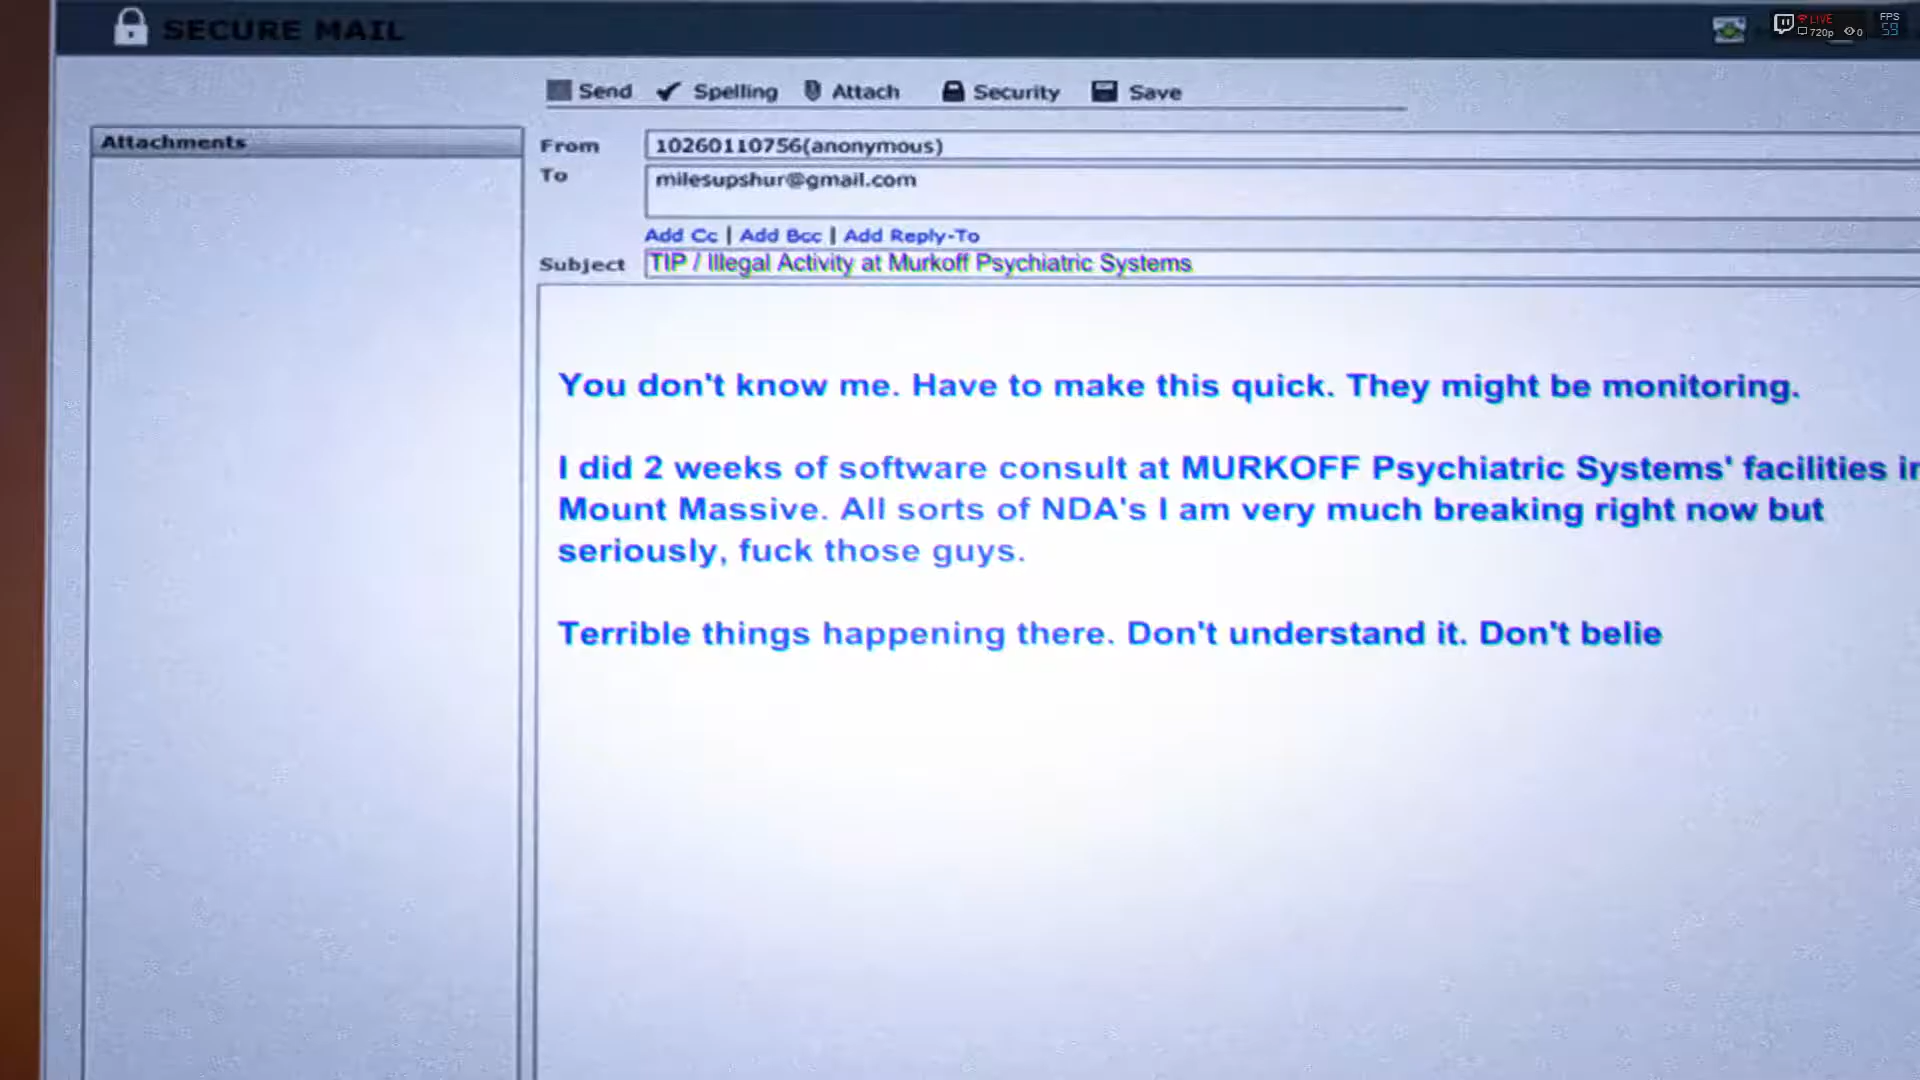 SECURE MAIL
LIVE
720p 0
FPS
59
Send Spelling Attach Security Save
Attachments
From 10260110756(anonymous)
To milesupshur@gmail.com
Add Cc | Add Bcc | Add Reply-To
Subject TIP / Illegal Activity at Murkoff Psychiatric Systems
You don't know me. Have to make this quick. They might be monitoring.
I did 2 weeks of software consult at MURKOFF Psychiatric Systems' facilities in
Mount Massive. All sorts of NDA's I am very much breaking right now but
seriously, fuck those guys.
Terrible things happening there. Don't understand it. Don't belie